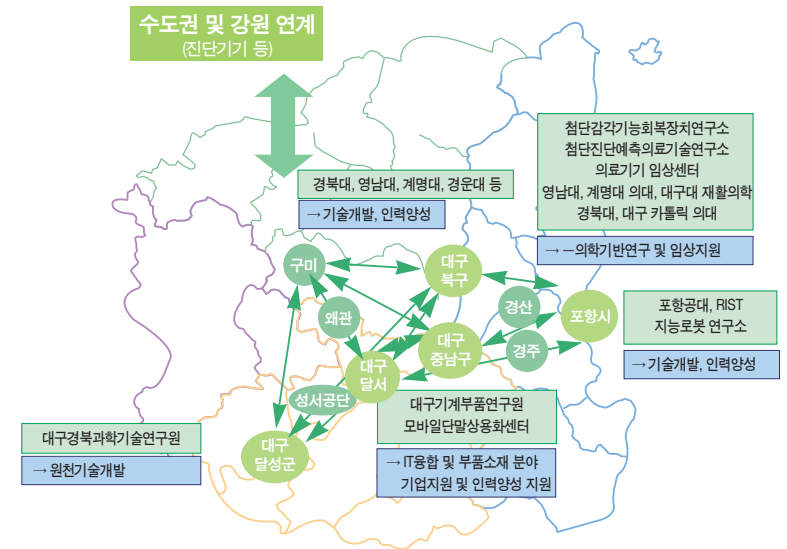 수도권 및 강원 연계
(진단기기 등)
첨단감각기능회복장치연구소
첨단진단예측의료기술연구소
의료기기 임상센터
영남대, 계명대 의대, 대구대 재활의학
경북대, 대구 카톨릭 의대
→ ―의학기반연구 및 임상지원
경북대, 영남대, 계명대, 경운대 등
→ 기술개발, 인력양성
구미
대구
북구
왜관
경산
포항시
포항공대, RIST
지능로봇 연구소
→ 기술개발, 인력양성
대구
중남구
경주
대구
달서
성서공단
대구기계부품연구원
모바일단말상용화센터
→ IT융합 및 부품소재 분야
기업지원 및 인력양성 지원
대구경북과학기술연구원
→ 원천기술개발
대구
달성군